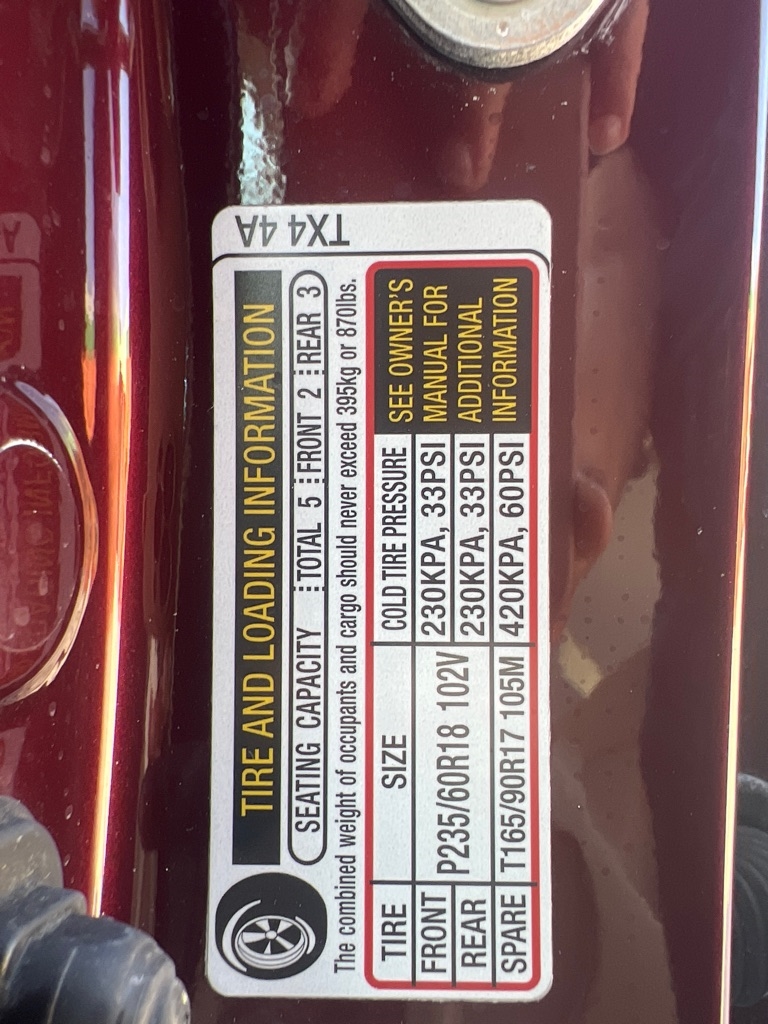 TX4 4A
TIRE AND LOADING INFORMATION
SEATING CAPACITY TOTAL 5 FRONT 2 REAR 3
The combined weight of occupants and cargo should never exceed 395kg or 870lbs.
TIRE SIZE COLD TIRE PRESSURE
FRONT P235/60R18 102V 230KPA, 33PSI
REAR 230KPA, 33PSI
SPARE T165/90R17 105M 420KPA, 60PSI
SEE OWNER'S
MANUAL FOR
ADDITIONAL
INFORMATION